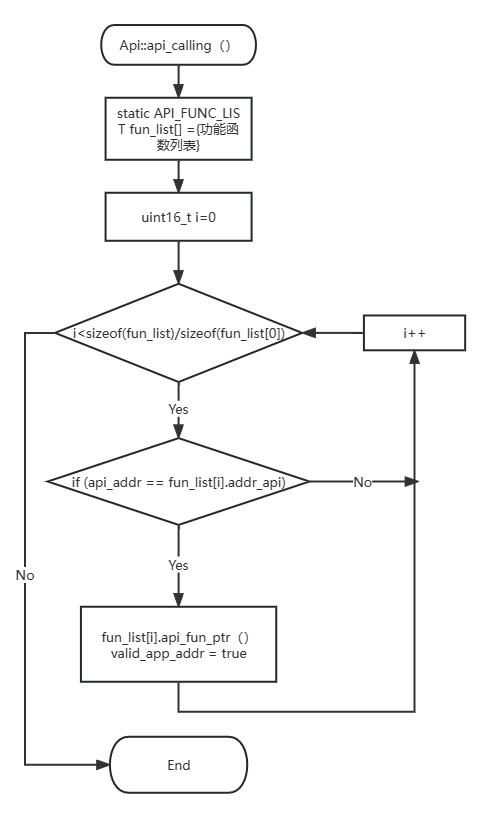 Api::api_calling（）
static API_FUNC_LIS
T fun_list[] ={功能函
数列表}
uint16_t i=0
i<sizeof(fun_list)/sizeof(fun_list[0])
i++
Yes
if (api_addr == fun_list[i].addr_api)
No
Yes
No
fun_list[i].api_fun_ptr（）
valid_app_addr = true
End